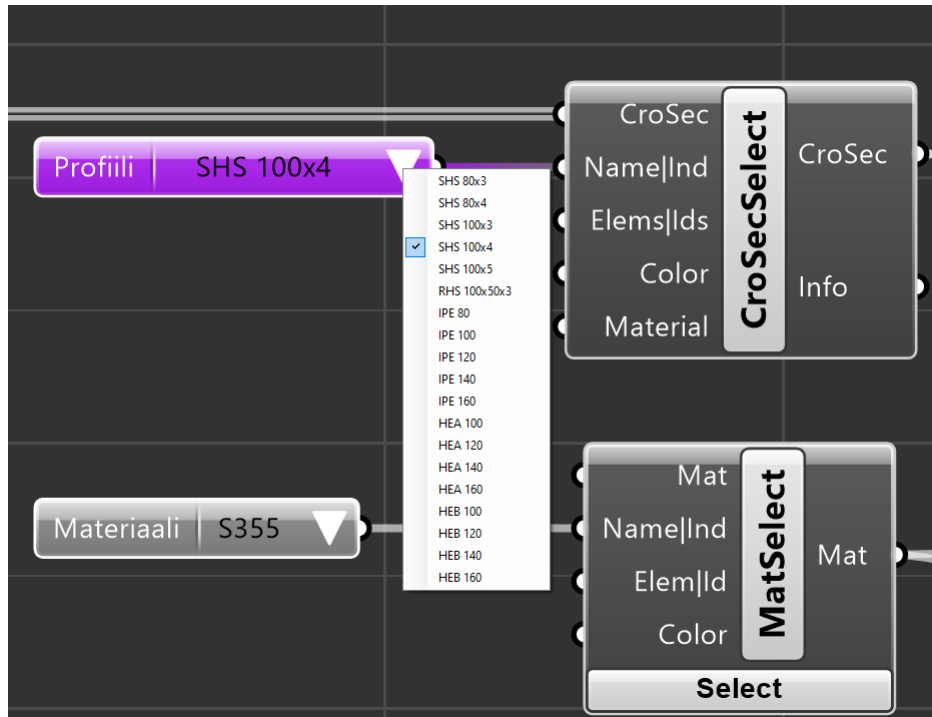 Profiili SHS 100x4
SHS 80x3
SHS 80x4
SHS 100x3
SHS 100x4
SHS 100x5
RHS 100x50x3
IPE 80
IPE 100
IPE 120
IPE 140
IPE 160
HEA 100
HEA 120
HEA 140
HEA 160
HEB 100
HEB 120
HEB 140
HEB 160
CroSec
Name|Ind
Elems|Ids
Color
Material
CroSecSelect
CroSec
Info
Materiaali S355
Mat
Name|Ind
Elem|Id
Color
MatSelect
Mat
Select